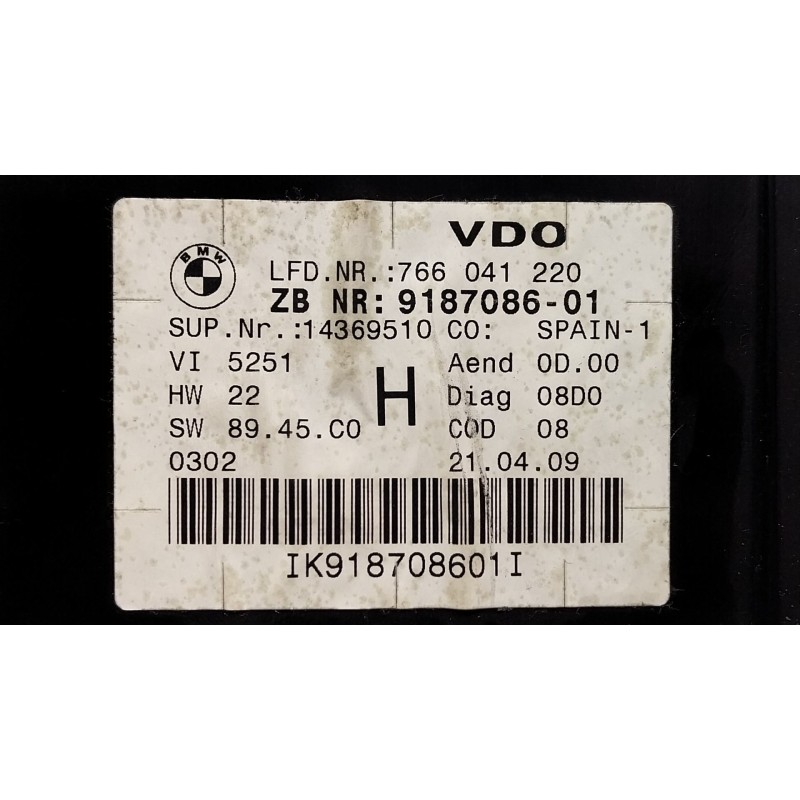 BMW
VDO
LFD.NR.:766 041 220
ZB NR: 9187086-01
SUP.Nr.:14369510 CO: SPAIN-1
VI 5251 Aend 0D.00
HW 22 H Diag 08D0
SW 89.45.C0 COD 08
0302 21.04.09
IK918708601I